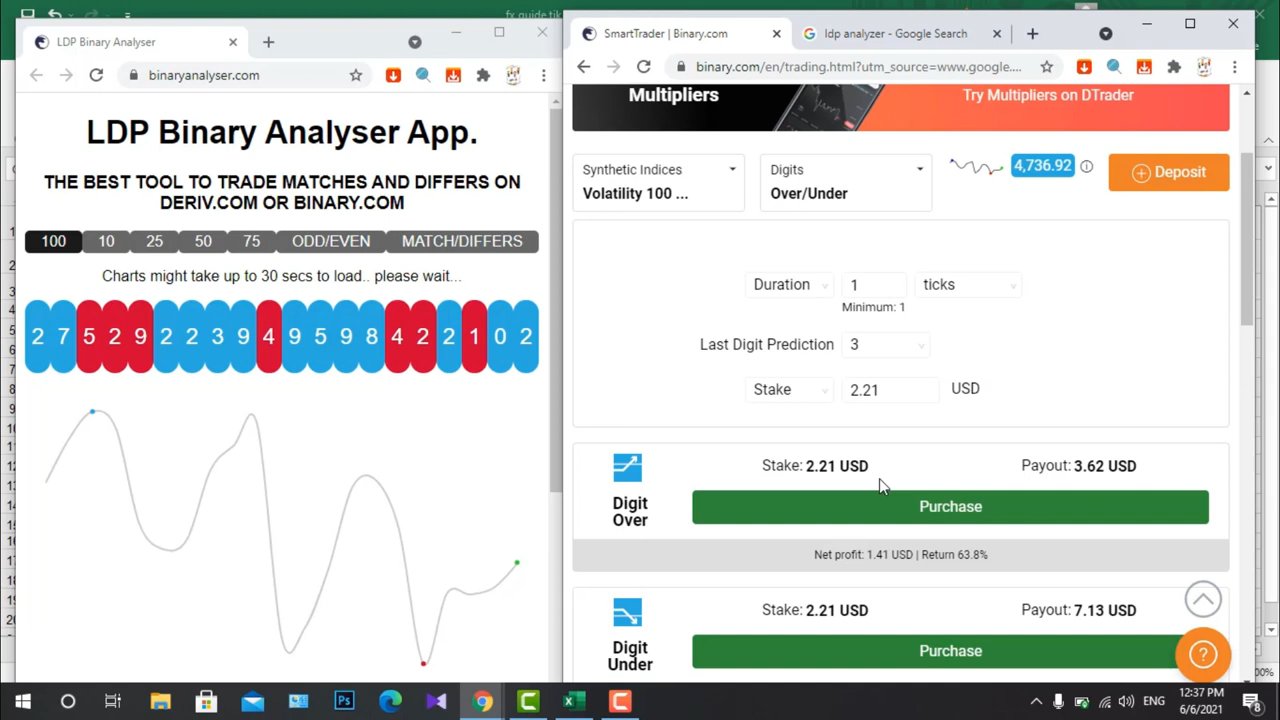 fx guide tik
LDP Binary Analyser
binaryanalyser.com
LDP Binary Analyser App.
THE BEST TOOL TO TRADE MATCHES AND DIFFERS ON
DERIV.COM OR BINARY.COM
100 10 25 50 75 ODD/EVEN MATCH/DIFFERS
Charts might take up to 30 secs to load.. please wait...
2 7 5 2 9 2 2 3 9 4 9 5 9 8 4 2 2 1 0 2
SmartTrader | Binary.com
ldp analyzer - Google Search
binary.com/en/trading.html?utm_source=www.google....
Multipliers
Try Multipliers on DTrader
Synthetic Indices
Volatility 100 ...
Digits
Over/Under
4,736.92
Deposit
Duration 1 ticks
Minimum: 1
Last Digit Prediction 3
Stake 2.21 USD
Stake: 2.21 USD Payout: 3.62 USD
Digit
Over
Purchase
Net profit: 1.41 USD | Return 63.8%
Stake: 2.21 USD Payout: 7.13 USD
Digit
Under
Purchase
?
ENG
12:37 PM
6/6/2021
8